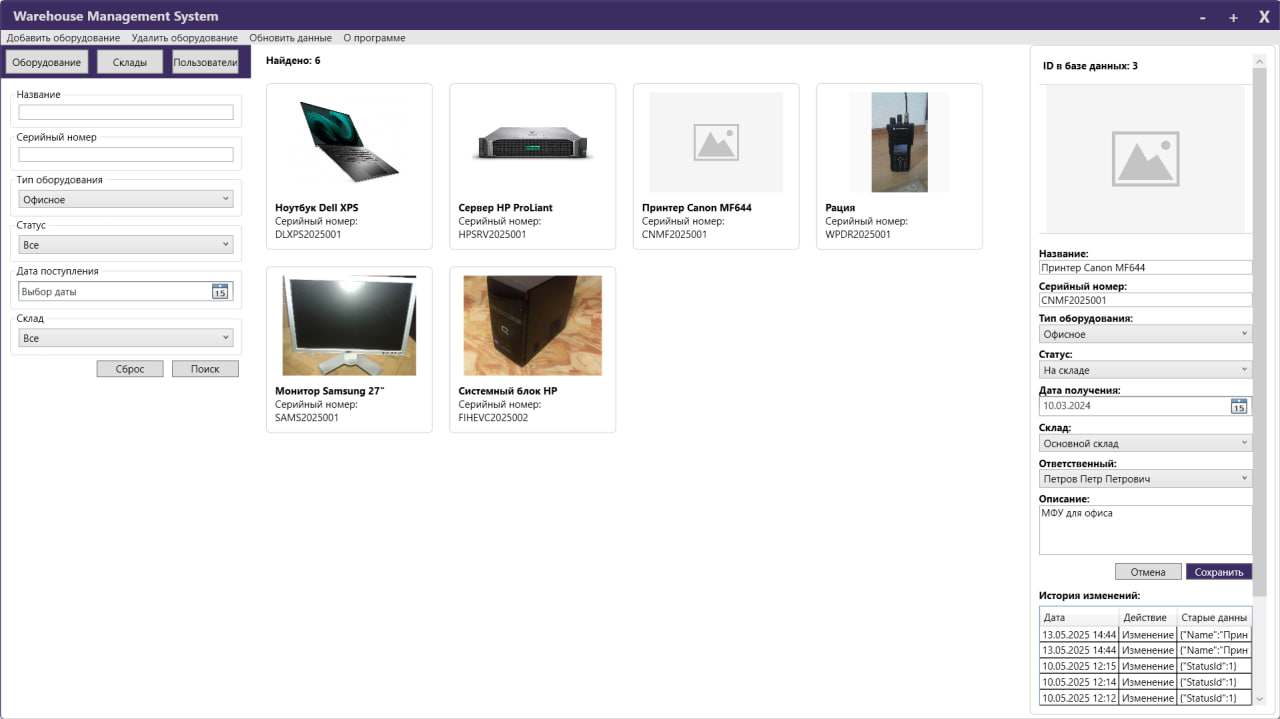 Warehouse Management System
- + X
Добавить оборудование Удалить оборудование Обновить данные О программе
Оборудование Склады Пользователи
Название
Серийный номер
Тип оборудования
Офисное
Статус
Все
Дата поступления
Выбор даты 15
Склад
Все
Сброс Поиск
Найдено: 6
Ноутбук Dell XPS
Серийный номер:
DLXPS2025001
Сервер HP ProLiant
Серийный номер:
HPSRV2025001
Принтер Canon MF644
Серийный номер:
CNMF2025001
Рация
Серийный номер:
WPDR2025001
Монитор Samsung 27"
Серийный номер:
SAMS2025001
Системный блок HP
Серийный номер:
FIHEVC2025002
ID в базе данных: 3
Название:
Принтер Canon MF644
Серийный номер:
CNMF2025001
Тип оборудования:
Офисное
Статус:
На складе
Дата получения:
10.03.2024 15
Склад:
Основной склад
Ответственный:
Петров Петр Петрович
Описание:
МФУ для офиса
Отмена Сохранить
История изменений:
Дата Действие Старые данны
13.05.2025 14:44 Изменение {"Name":"Прин
13.05.2025 14:44 Изменение {"Name":"Прин
10.05.2025 12:15 Изменение {"StatusId":1}
10.05.2025 12:14 Изменение {"StatusId":1}
10.05.2025 12:12 Изменение {"StatusId":1}